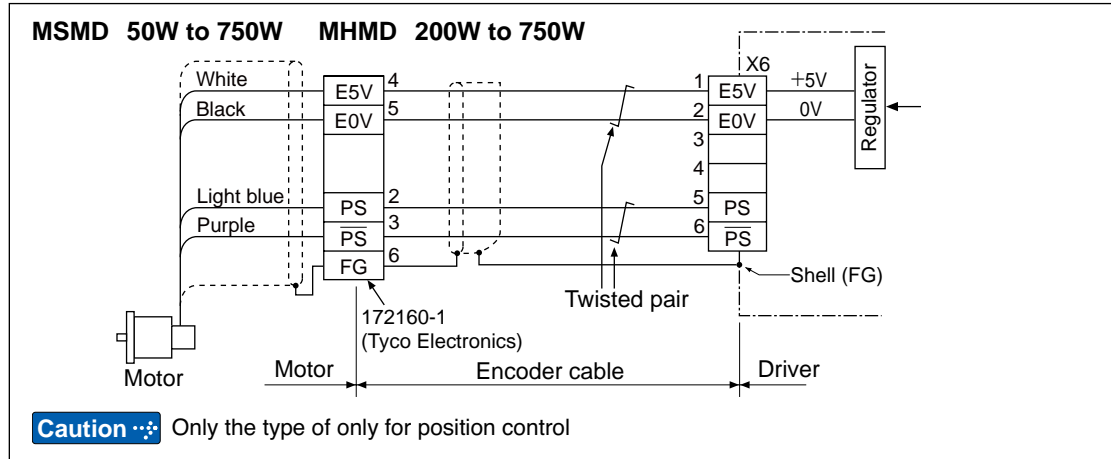 MSMD 50W to 750W MHMD 200W to 750W
X6
White 4 1 +5V
E5V E5V
Black 5 2 0V
E0V E0V
Regulator
3
4
Light blue 2 5
PS PS
Purple 3 6
P̅S̅ P̅S̅
6
FG
Shell (FG)
Twisted pair
172160-1
(Tyco Electronics)
Motor
Motor Encoder cable Driver
Caution Only the type of only for position control